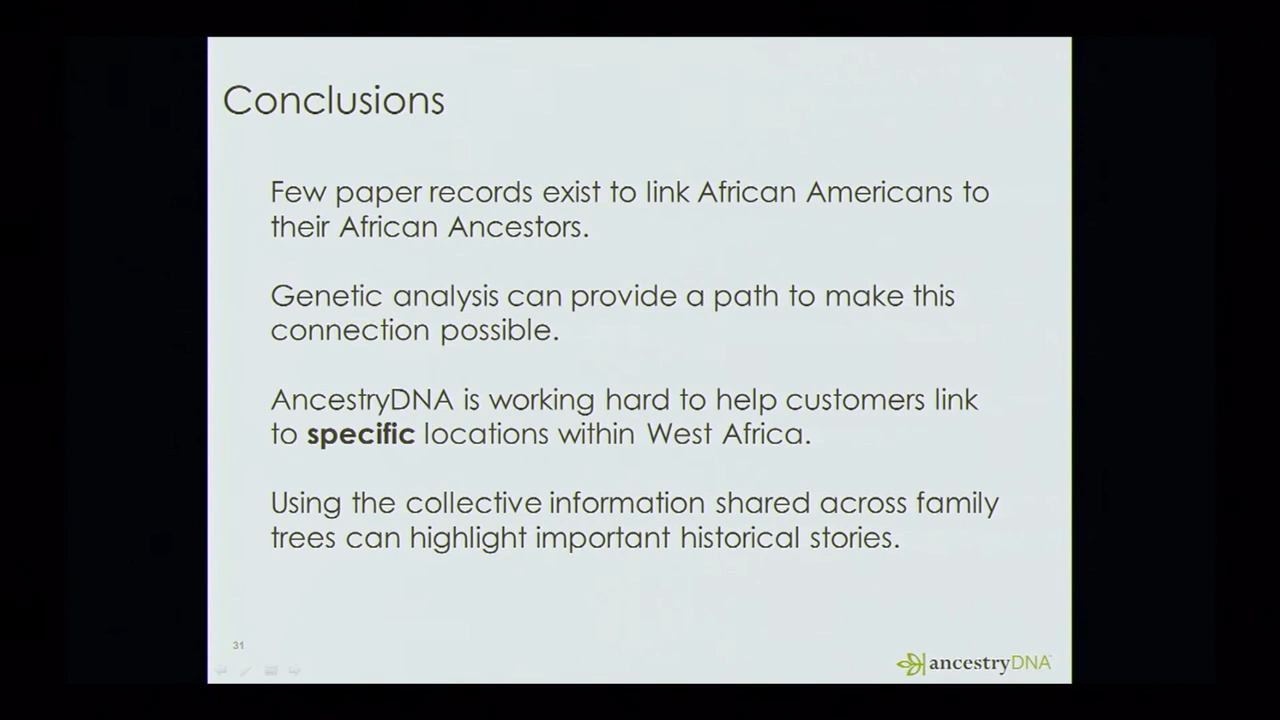 Conclusions
Few paper records exist to link African Americans to
their African Ancestors.
Genetic analysis can provide a path to make this
connection possible.
AncestryDNA is working hard to help customers link
to specific locations within West Africa.
Using the collective information shared across family
trees can highlight important historical stories.
31
ancestryDNA